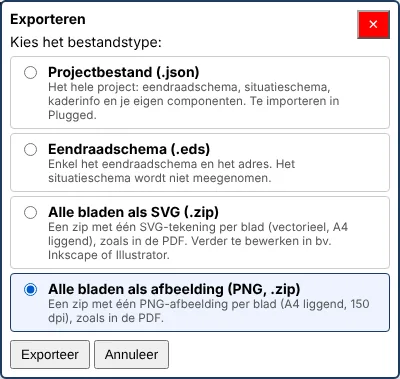 Exporteren
×
Kies het bestandstype:
Projectbestand (.json)
Het hele project: eendraadschema, situatieschema,
kaderinfo en je eigen componenten. Te importeren in
Plugged.
Eendraadschema (.eds)
Enkel het eendraadschema en het adres. Het
situatieschema wordt niet meegenomen.
Alle bladen als SVG (.zip)
Een zip met één SVG-tekening per blad (vectorieel, A4
liggend), zoals in de PDF. Verder te bewerken in bv.
Inkscape of Illustrator.
Alle bladen als afbeelding (PNG, .zip)
Een zip met één PNG-afbeelding per blad (A4 liggend, 150
dpi), zoals in de PDF.
Exporteer Annuleer